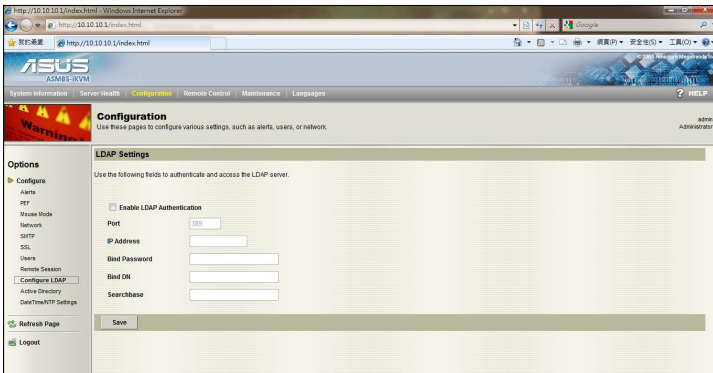 http://10.10.10.1/index.html - Windows Internet Explorer
http://10.10.10.1/index.html
Google
我的最愛
http://10.10.10.1/index.html
網頁(P)
安全性(S)
工具(O)
ASUS
ASMB5-iKVM
System Information
Server Health
Configuration
Remote Control
Maintenance
Languages
HELP
Warning
Configuration
Use these pages to configure various settings, such as alerts, users, or network.
admin
Administrator
Options
Configure
Alerts
PEF
Mouse Mode
Network
SMTP
SSL
Users
Remote Session
Configure LDAP
Active Directory
DateTime/NTP Settings
Refresh Page
Logout
LDAP Settings
Use the following fields to authenticate and access the LDAP server.
Enable LDAP Authentication
Port
389
IP Address
Bind Password
Bind DN
Searchbase
Save